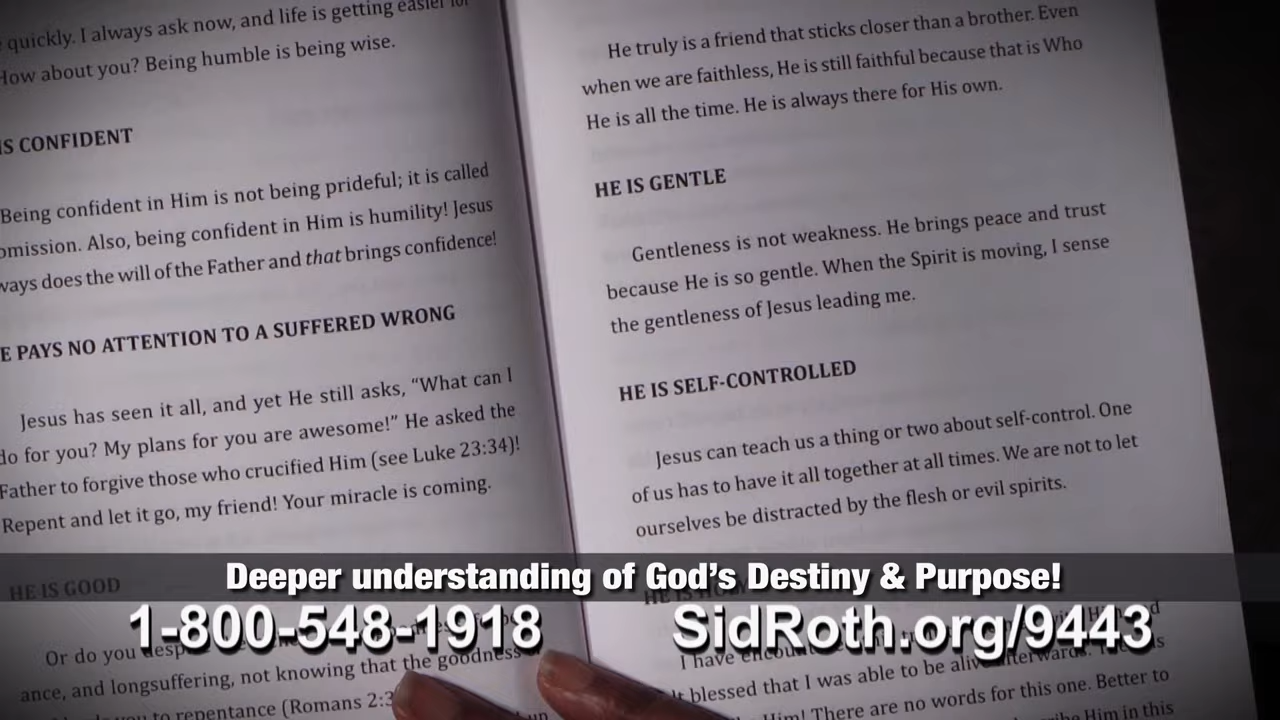 quickly. I always ask now, and life is getting easier for
How about you? Being humble is being wise.
IS CONFIDENT
Being confident in Him is not being prideful; it is called
omission. Also, being confident in Him is humility! Jesus
ways does the will of the Father and that brings confidence!
E PAYS NO ATTENTION TO A SUFFERED WRONG
Jesus has seen it all, and yet He still asks, “What can I
do for you? My plans for you are awesome!” He asked the
Father to forgive those who crucified Him (see Luke 23:34)!
Repent and let it go, my friend! Your miracle is coming.
HE IS GOOD
Or do you
ance, and longsuffering, not knowing that the goodness
to repentance (Romans 2:
He truly is a friend that sticks closer than a brother. Even
when we are faithless, He is still faithful because that is Who
He is all the time. He is always there for His own.
HE IS GENTLE
Gentleness is not weakness. He brings peace and trust
because He is so gentle. When the Spirit is moving, I sense
the gentleness of Jesus leading me.
HE IS SELF-CONTROLLED
Jesus can teach us a thing or two about self-control. One
of us has to have it all together at all times. We are not to let
ourselves be distracted by the flesh or evil spirits.
HE IS
I have
blessed that I was able to be alive afterwards.
Him! There are no words for this one. Better to
Him in this
Deeper understanding of God’s Destiny & Purpose!
1-800-548-1918 SidRoth.org/9443